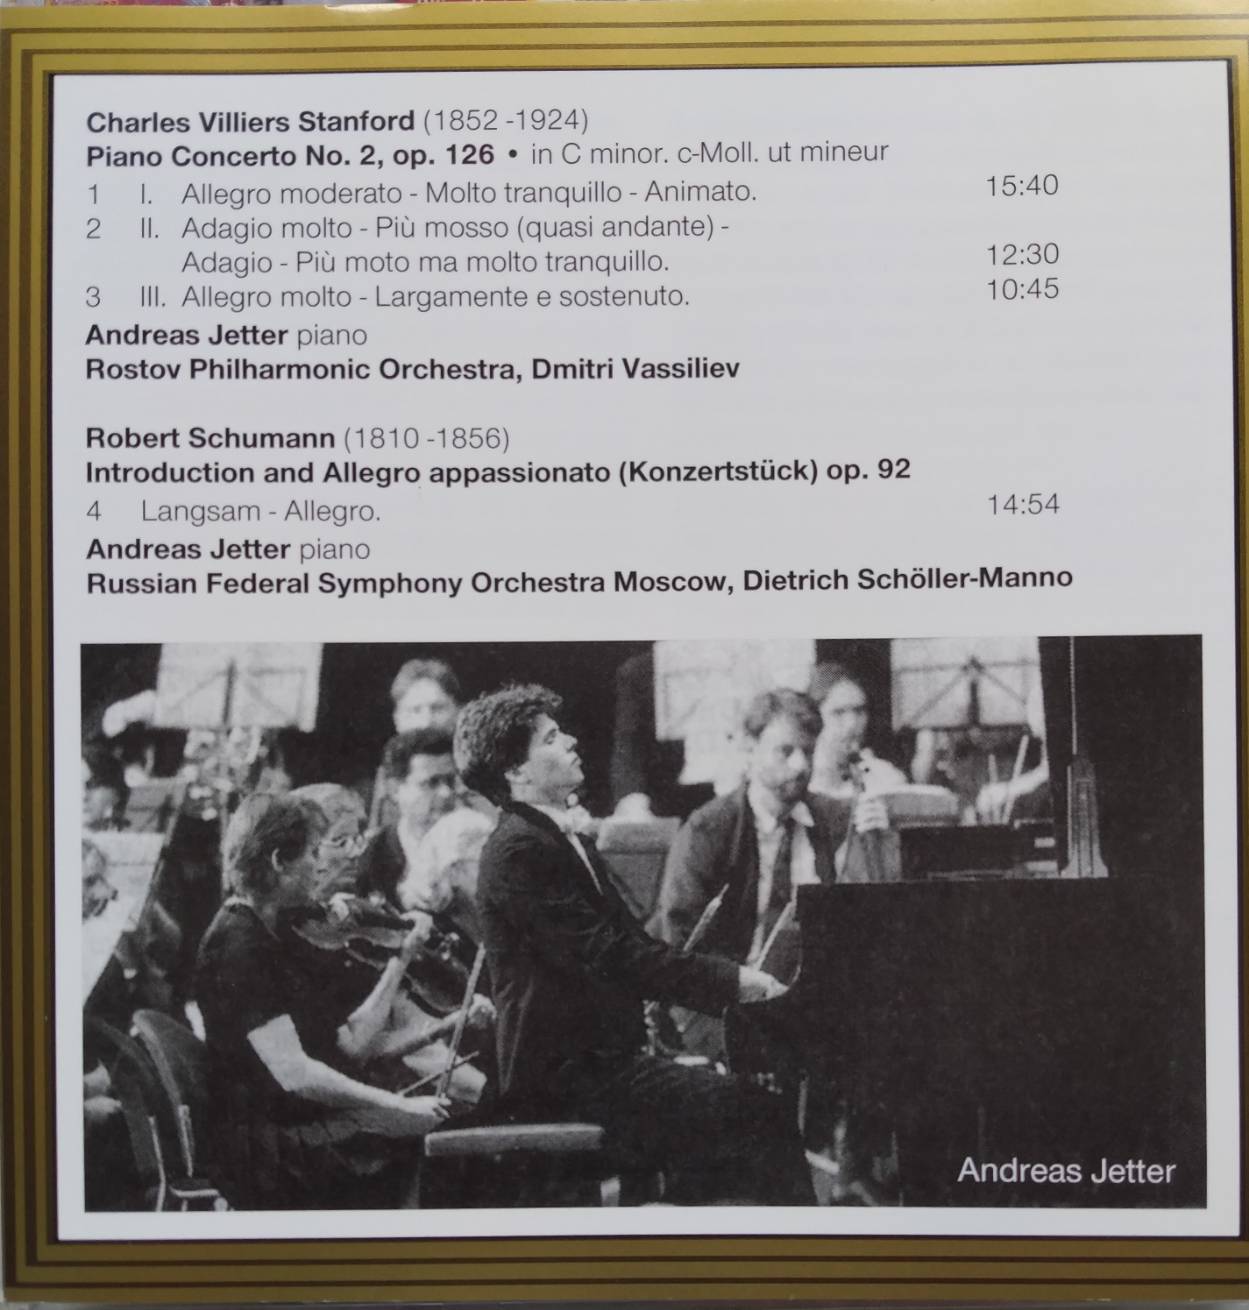 Charles Villiers Stanford (1852 -1924)
Piano Concerto No. 2, op. 126 • in C minor. c-Moll. ut mineur
1 I. Allegro moderato - Molto tranquillo - Animato. 15:40
2 II. Adagio molto - Più mosso (quasi andante) -
Adagio - Più moto ma molto tranquillo. 12:30
3 III. Allegro molto - Largamente e sostenuto. 10:45
Andreas Jetter piano
Rostov Philharmonic Orchestra, Dmitri Vassiliev
Robert Schumann (1810 -1856)
Introduction and Allegro appassionato (Konzertstück) op. 92
4 Langsam - Allegro. 14:54
Andreas Jetter piano
Russian Federal Symphony Orchestra Moscow, Dietrich Schöller-Manno
Andreas Jetter